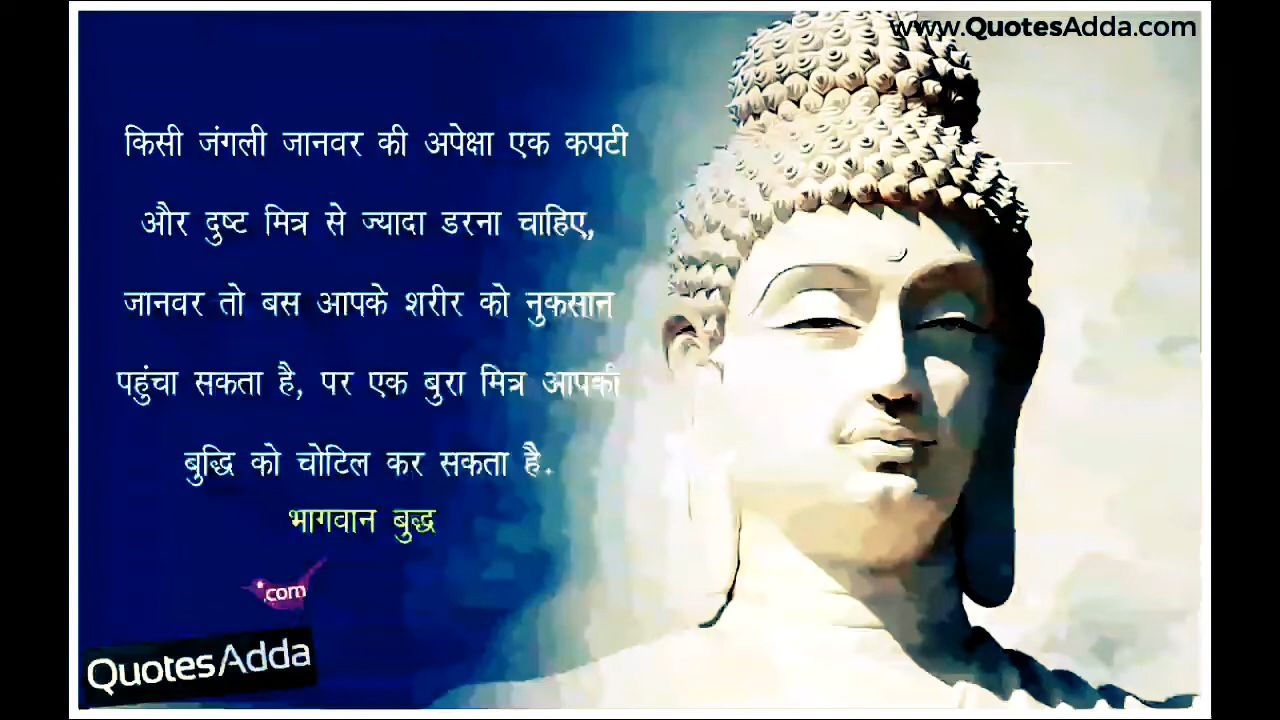 www.QuotesAdda.com
किसी जंगली जानवर की अपेक्षा एक कपटी
और दुष्ट मित्र से ज्यादा डरना चाहिए,
जानवर तो बस आपके शरीर को नुकसान
पहुंचा सकता है, पर एक बुरा मित्र आपकी
बुद्धि को चोटिल कर सकता है.
भागवान बुद्ध
.com
QuotesAdda